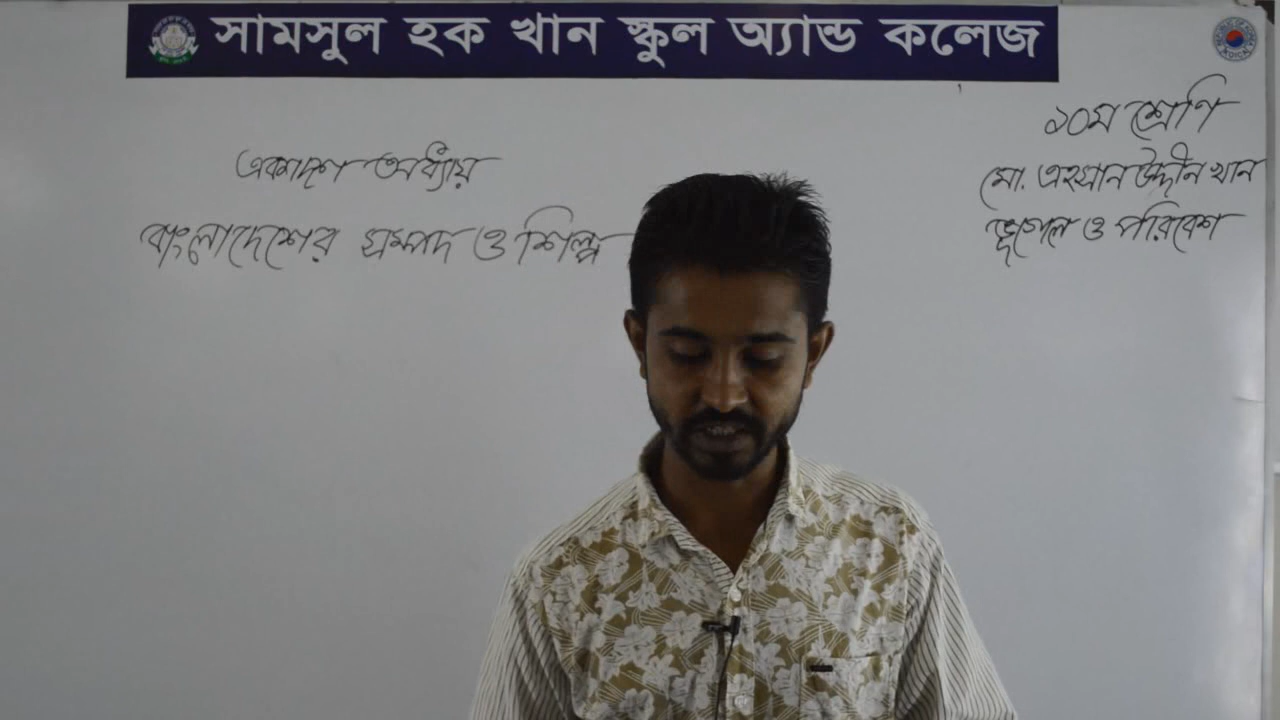 সামসুল হক খান স্কুল অ্যান্ড কলেজ
১০ম শ্রেণি
একাদশ অধ্যায়
মো. এহসান উদ্দীন খান
বাংলাদেশের সম্পদ ও শিল্প
ভূগোল ও পরিবেশ